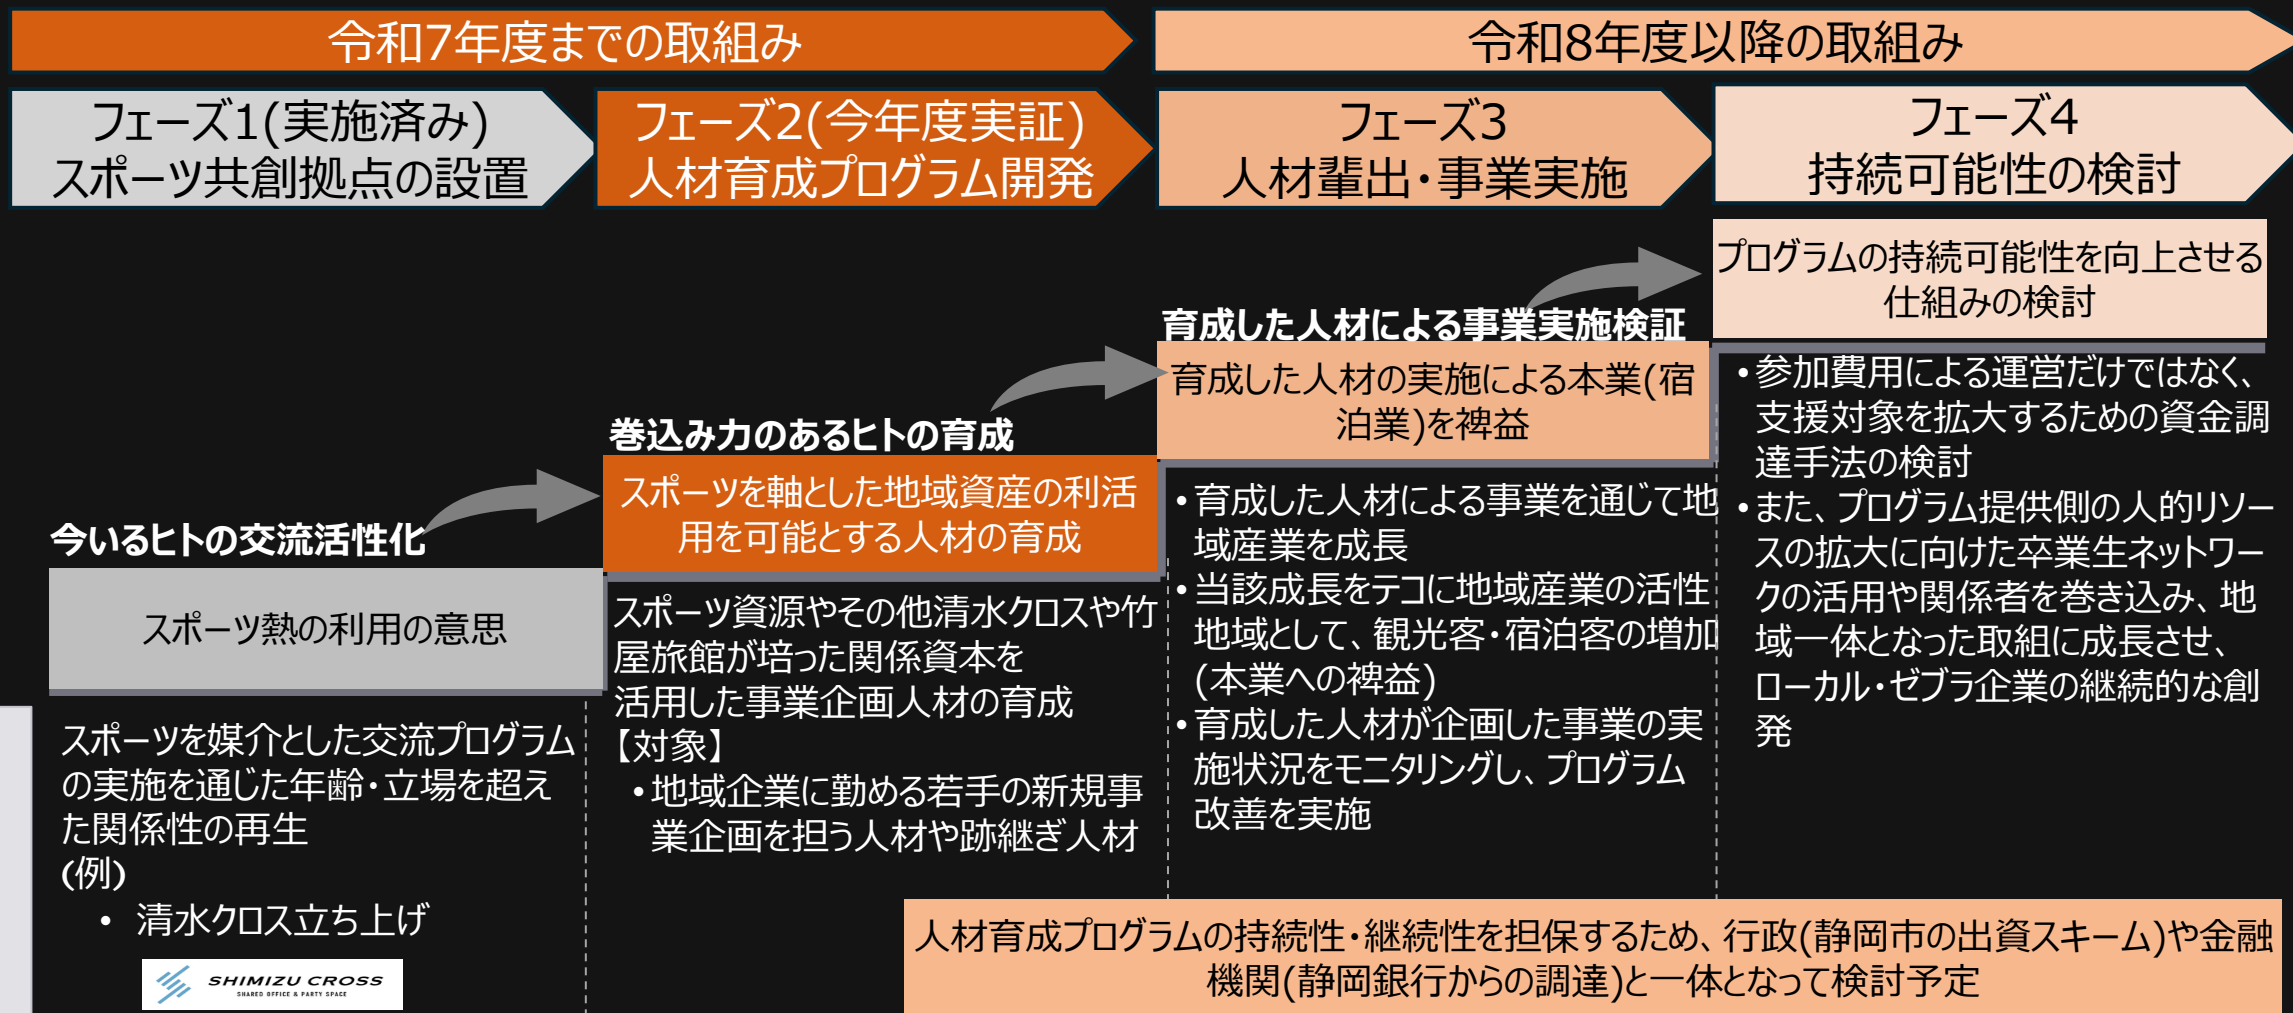 令和7年度までの取組み
令和8年度以降の取組み
フェーズ1(実施済み)
スポーツ共創拠点の設置
フェーズ2(今年度実証)
人材育成プログラム開発
フェーズ3
人材輩出・事業実施
フェーズ4
持続可能性の検討
今いるヒトの交流活性化
スポーツ熱の利用の意思
スポーツを媒介とした交流プログラム
の実施を通じた年齢・立場を超え
た関係性の再生
(例)
• 清水クロス立ち上げ
SHIMIZU CROSS
SHARED OFFICE & PARTY SPACE
巻込み力のあるヒトの育成
スポーツを軸とした地域資産の利活
用を可能とする人材の育成
スポーツ資源やその他清水クロスや竹
屋旅館が培った関係資本を
活用した事業企画人材の育成
【対象】
• 地域企業に勤める若手の新規事
業企画を担う人材や跡継ぎ人材
育成した人材による事業実施検証
育成した人材の実施による本業(宿
泊業)を裨益
• 育成した人材による事業を通じて地
域産業を成長
• 当該成長をテコに地域産業の活性
地域として、観光客・宿泊客の増加
(本業への裨益)
• 育成した人材が企画した事業の実
施状況をモニタリングし、プログラム
改善を実施
プログラムの持続可能性を向上させる
仕組みの検討
• 参加費用による運営だけではなく、
支援対象を拡大するための資金調
達手法の検討
• また、プログラム提供側の人的リソー
スの拡大に向けた卒業生ネットワー
クの活用や関係者を巻き込み、地
域一体となった取組に成長させ、
ローカル・ゼブラ企業の継続的な創
発
人材育成プログラムの持続性・継続性を担保するため、行政(静岡市の出資スキーム)や金融
機関(静岡銀行からの調達)と一体となって検討予定